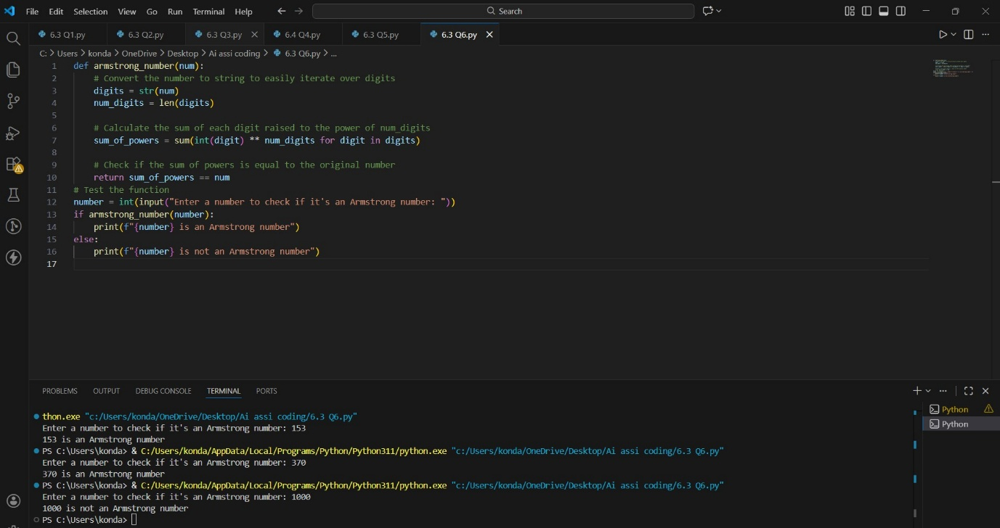 File Edit Selection View Go Run Terminal Help Search
6.3 Q1.py 6.3 Q2.py 6.3 Q3.py 6.4 Q4.py 6.3 Q5.py 6.3 Q6.py
C: > Users > konda > OneDrive > Desktop > Ai assi coding > 6.3 Q6.py > ...
1 def armstrong_number(num):
2 # Convert the number to string to easily iterate over digits
3 digits = str(num)
4 num_digits = len(digits)
5
6 # Calculate the sum of each digit raised to the power of num_digits
7 sum_of_powers = sum(int(digit) ** num_digits for digit in digits)
8
9 # Check if the sum of powers is equal to the original number
10 return sum_of_powers == num
11 # Test the function
12 number = int(input("Enter a number to check if it's an Armstrong number: "))
13 if armstrong_number(number):
14 print(f"{number} is an Armstrong number")
15 else:
16 print(f"{number} is not an Armstrong number")
17
PROBLEMS OUTPUT DEBUG CONSOLE TERMINAL PORTS
thon.exe "c:/Users/konda/OneDrive/Desktop/Ai assi coding/6.3 Q6.py"
Enter a number to check if it's an Armstrong number: 153
153 is an Armstrong number
PS C:\Users\konda> & C:/Users/konda/AppData/Local/Programs/Python/Python311/python.exe "c:/Users/konda/OneDrive/Desktop/Ai assi coding/6.3 Q6.py"
Enter a number to check if it's an Armstrong number: 370
370 is an Armstrong number
PS C:\Users\konda> & C:/Users/konda/AppData/Local/Programs/Python/Python311/python.exe "c:/Users/konda/OneDrive/Desktop/Ai assi coding/6.3 Q6.py"
Enter a number to check if it's an Armstrong number: 1000
1000 is not an Armstrong number
PS C:\Users\konda>
Python
Python